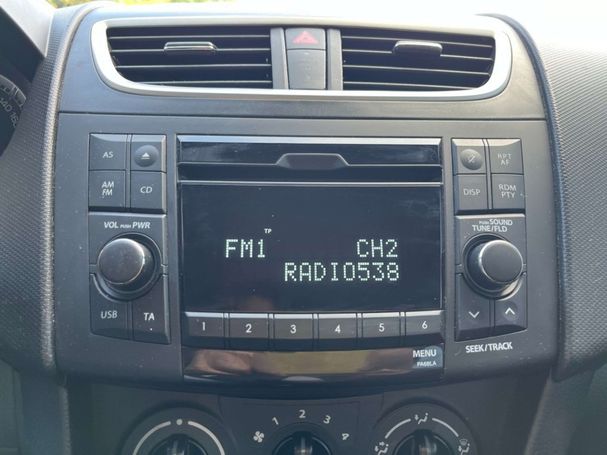 AS
AM
FM
CD
VOL PUSH PWR
USB
TA
TP
FM1 CH2
RADIO538
1 2 3 4 5 6
MENU
PA68LA
RPT
AF
DISP
RDM
PTY
PUSH SOUND
TUNE/FLD
SEEK/TRACK
1 2 3 4